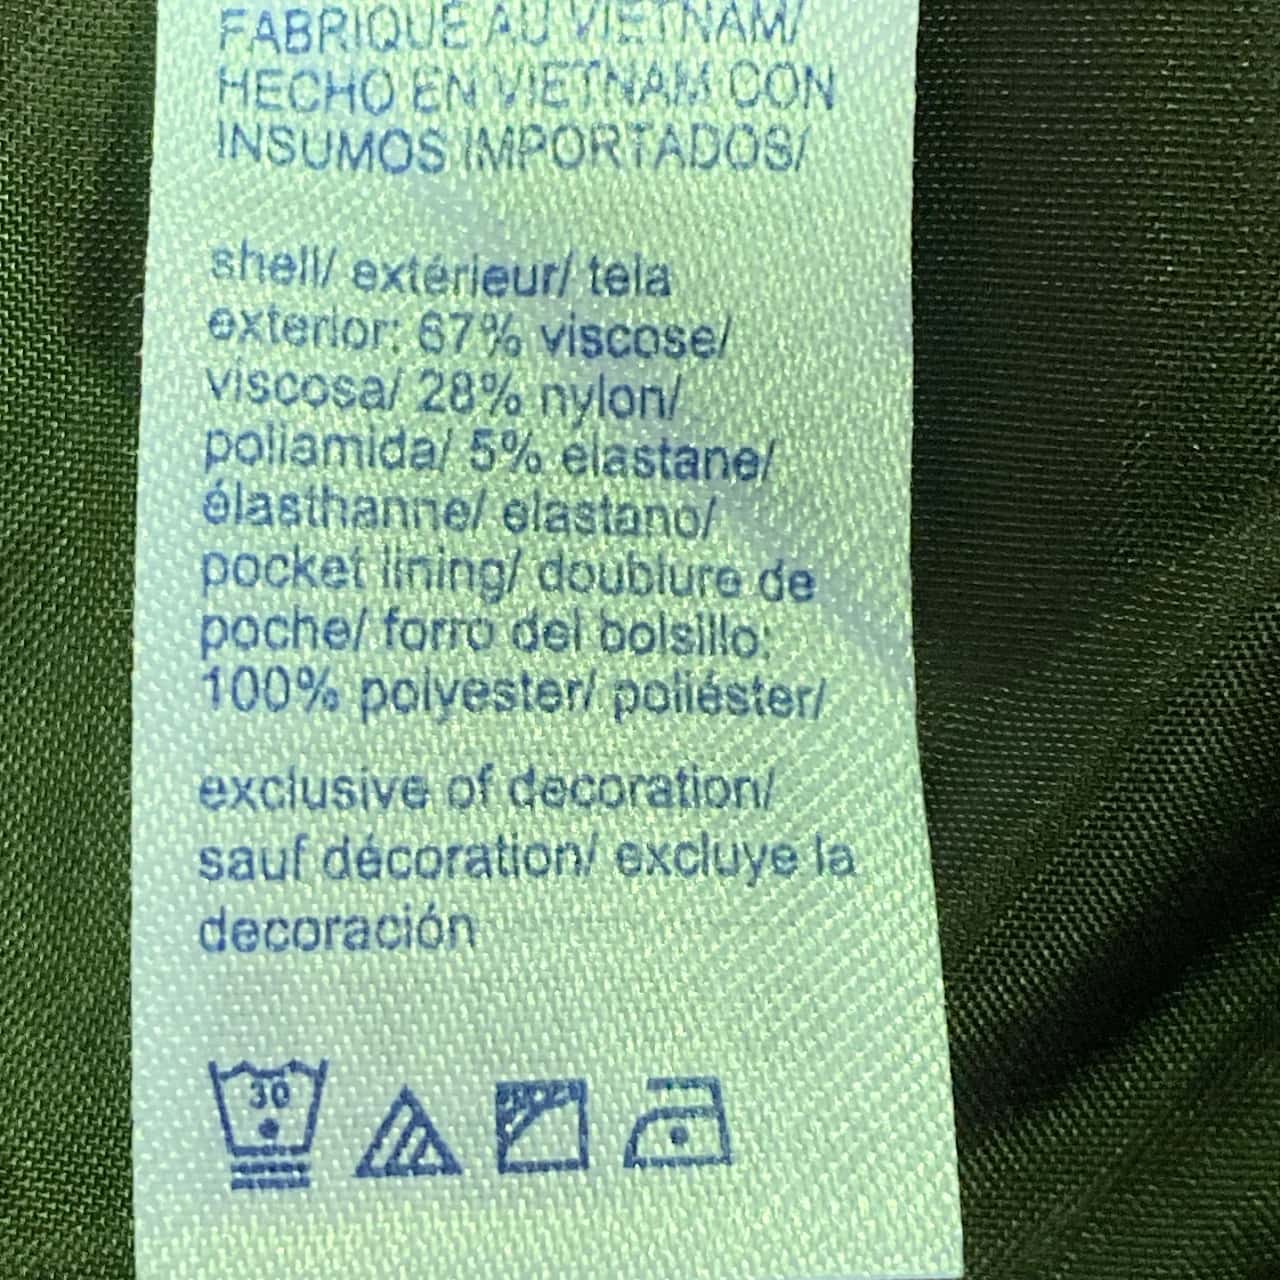 FABRIQUE AU VIETNAM/
HECHO EN VIETNAM CON
INSUMOS IMPORTADOS/
shell/ extérieur/ tela
exterior: 67% viscose/
viscosa/ 28% nylon/
poliamida/ 5% elastane/
élasthanne/ elastano/
pocket lining/ doublure de
poche/ forro del bolsillo:
100% polyester/ poliéster/
exclusive of decoration/
sauf décoration/ excluye la
decoración
30